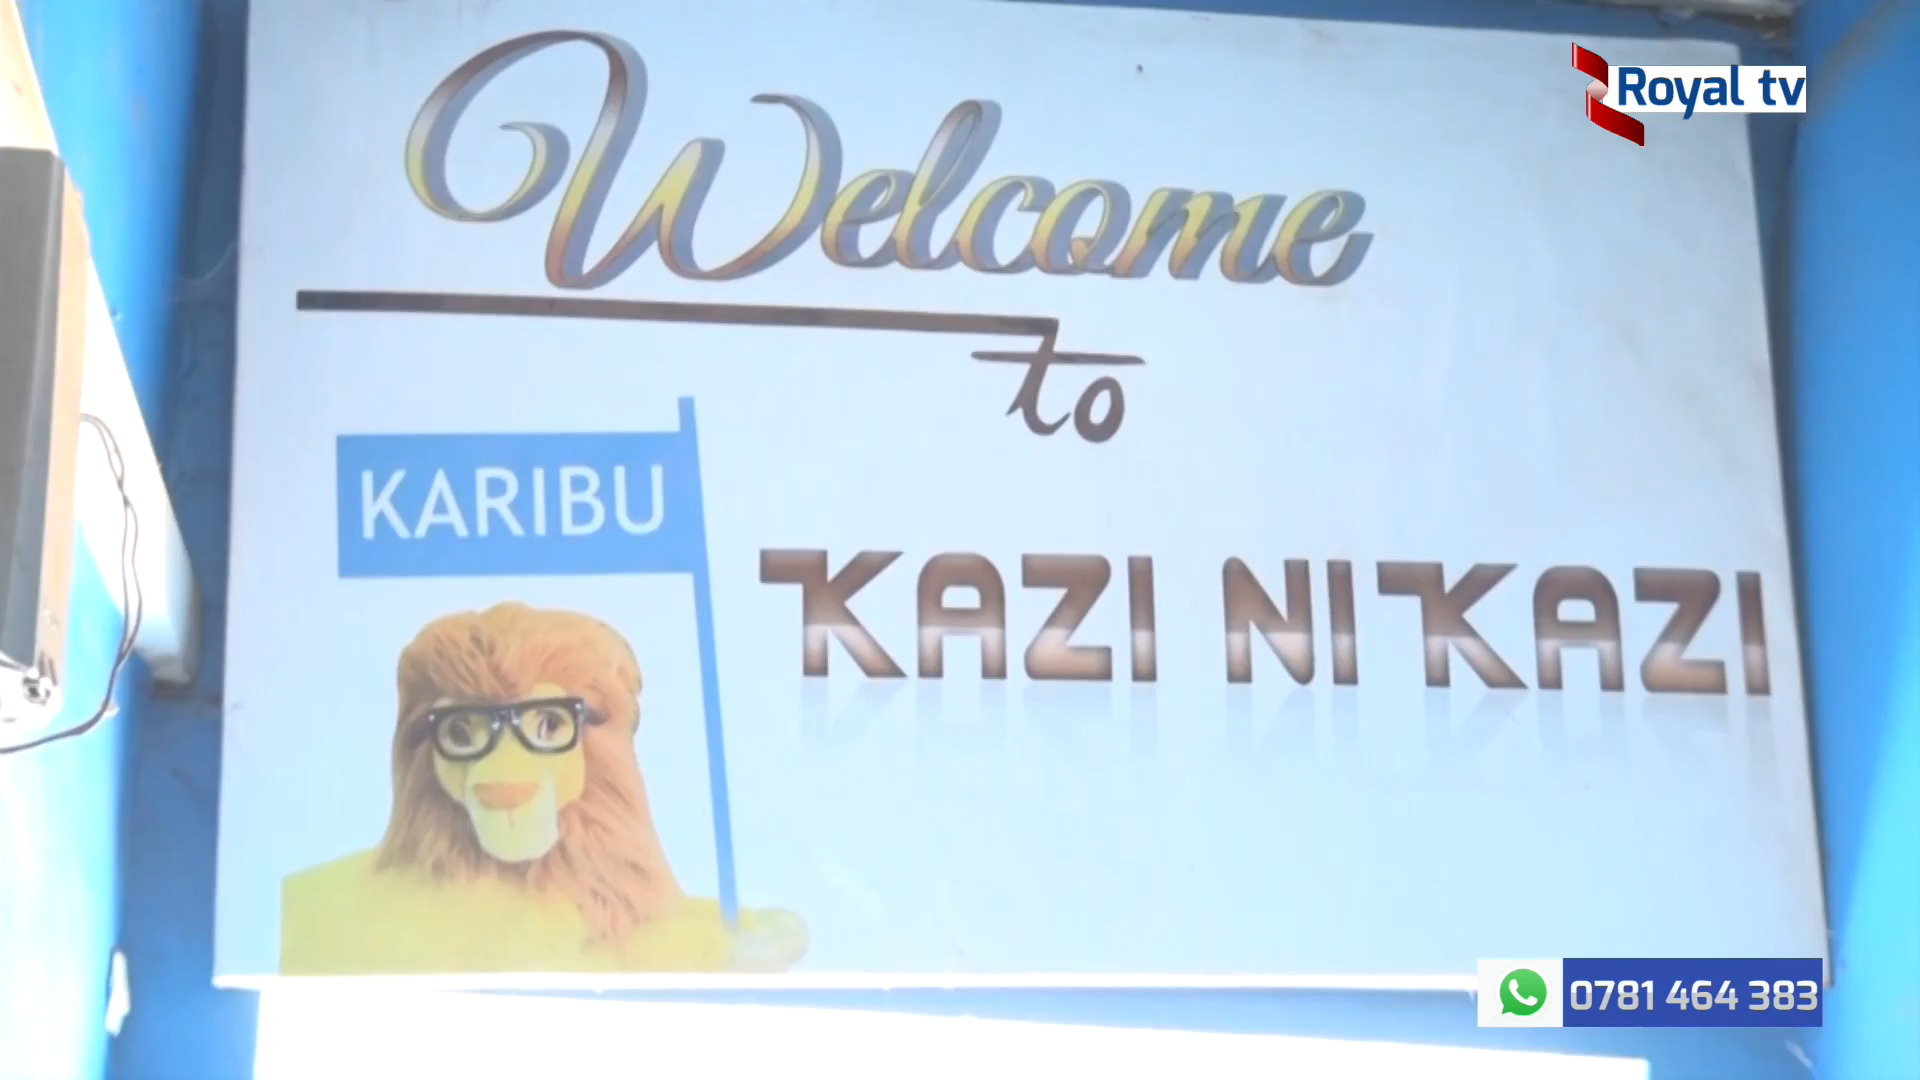 Royal tv
Welcome
to
KARIBU
KAZI NI KAZI
0781 464 383